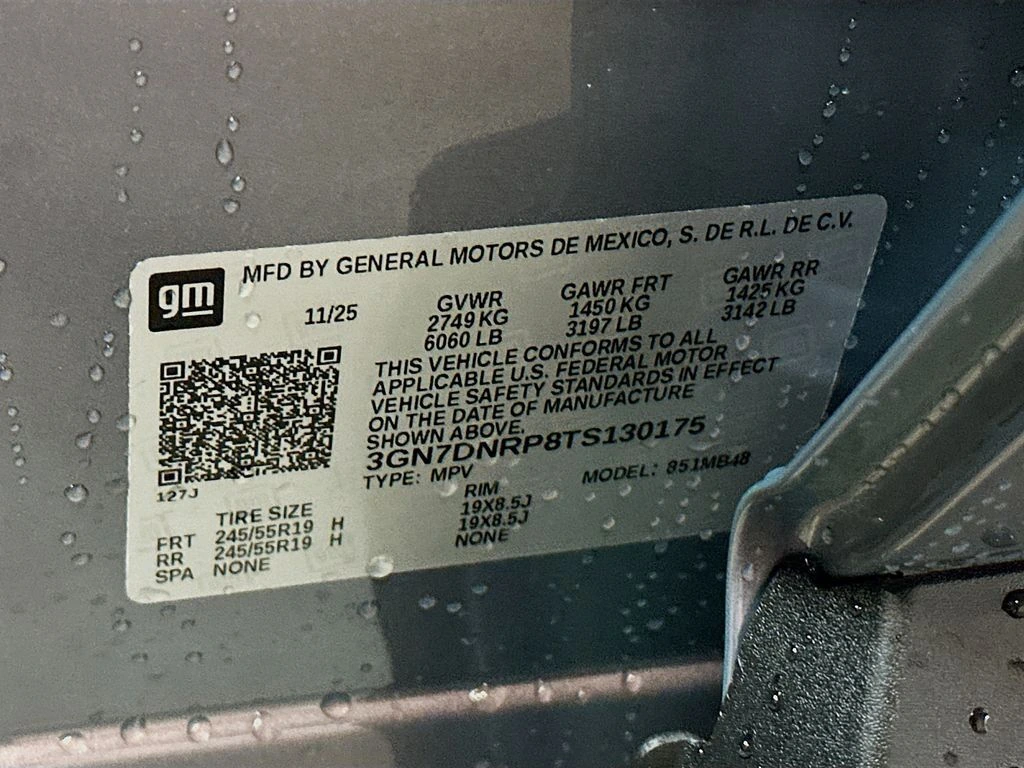 gm
MFD BY GENERAL MOTORS DE MEXICO, S. DE R.L. DE C.V.
11/25
GVWR
2749 KG
6060 LB
GAWR FRT
1450 KG
3197 LB
GAWR RR
1425 KG
3142 LB
THIS VEHICLE CONFORMS TO ALL
APPLICABLE U.S. FEDERAL MOTOR
VEHICLE SAFETY STANDARDS IN EFFECT
ON THE DATE OF MANUFACTURE
SHOWN ABOVE.
3GN7DNRP8TS130175
TYPE: MPV MODEL: 851MB48
127J
TIRE SIZE RIM
FRT 245/55R19 H 19X8.5J
RR 245/55R19 H 19X8.5J
SPA NONE NONE